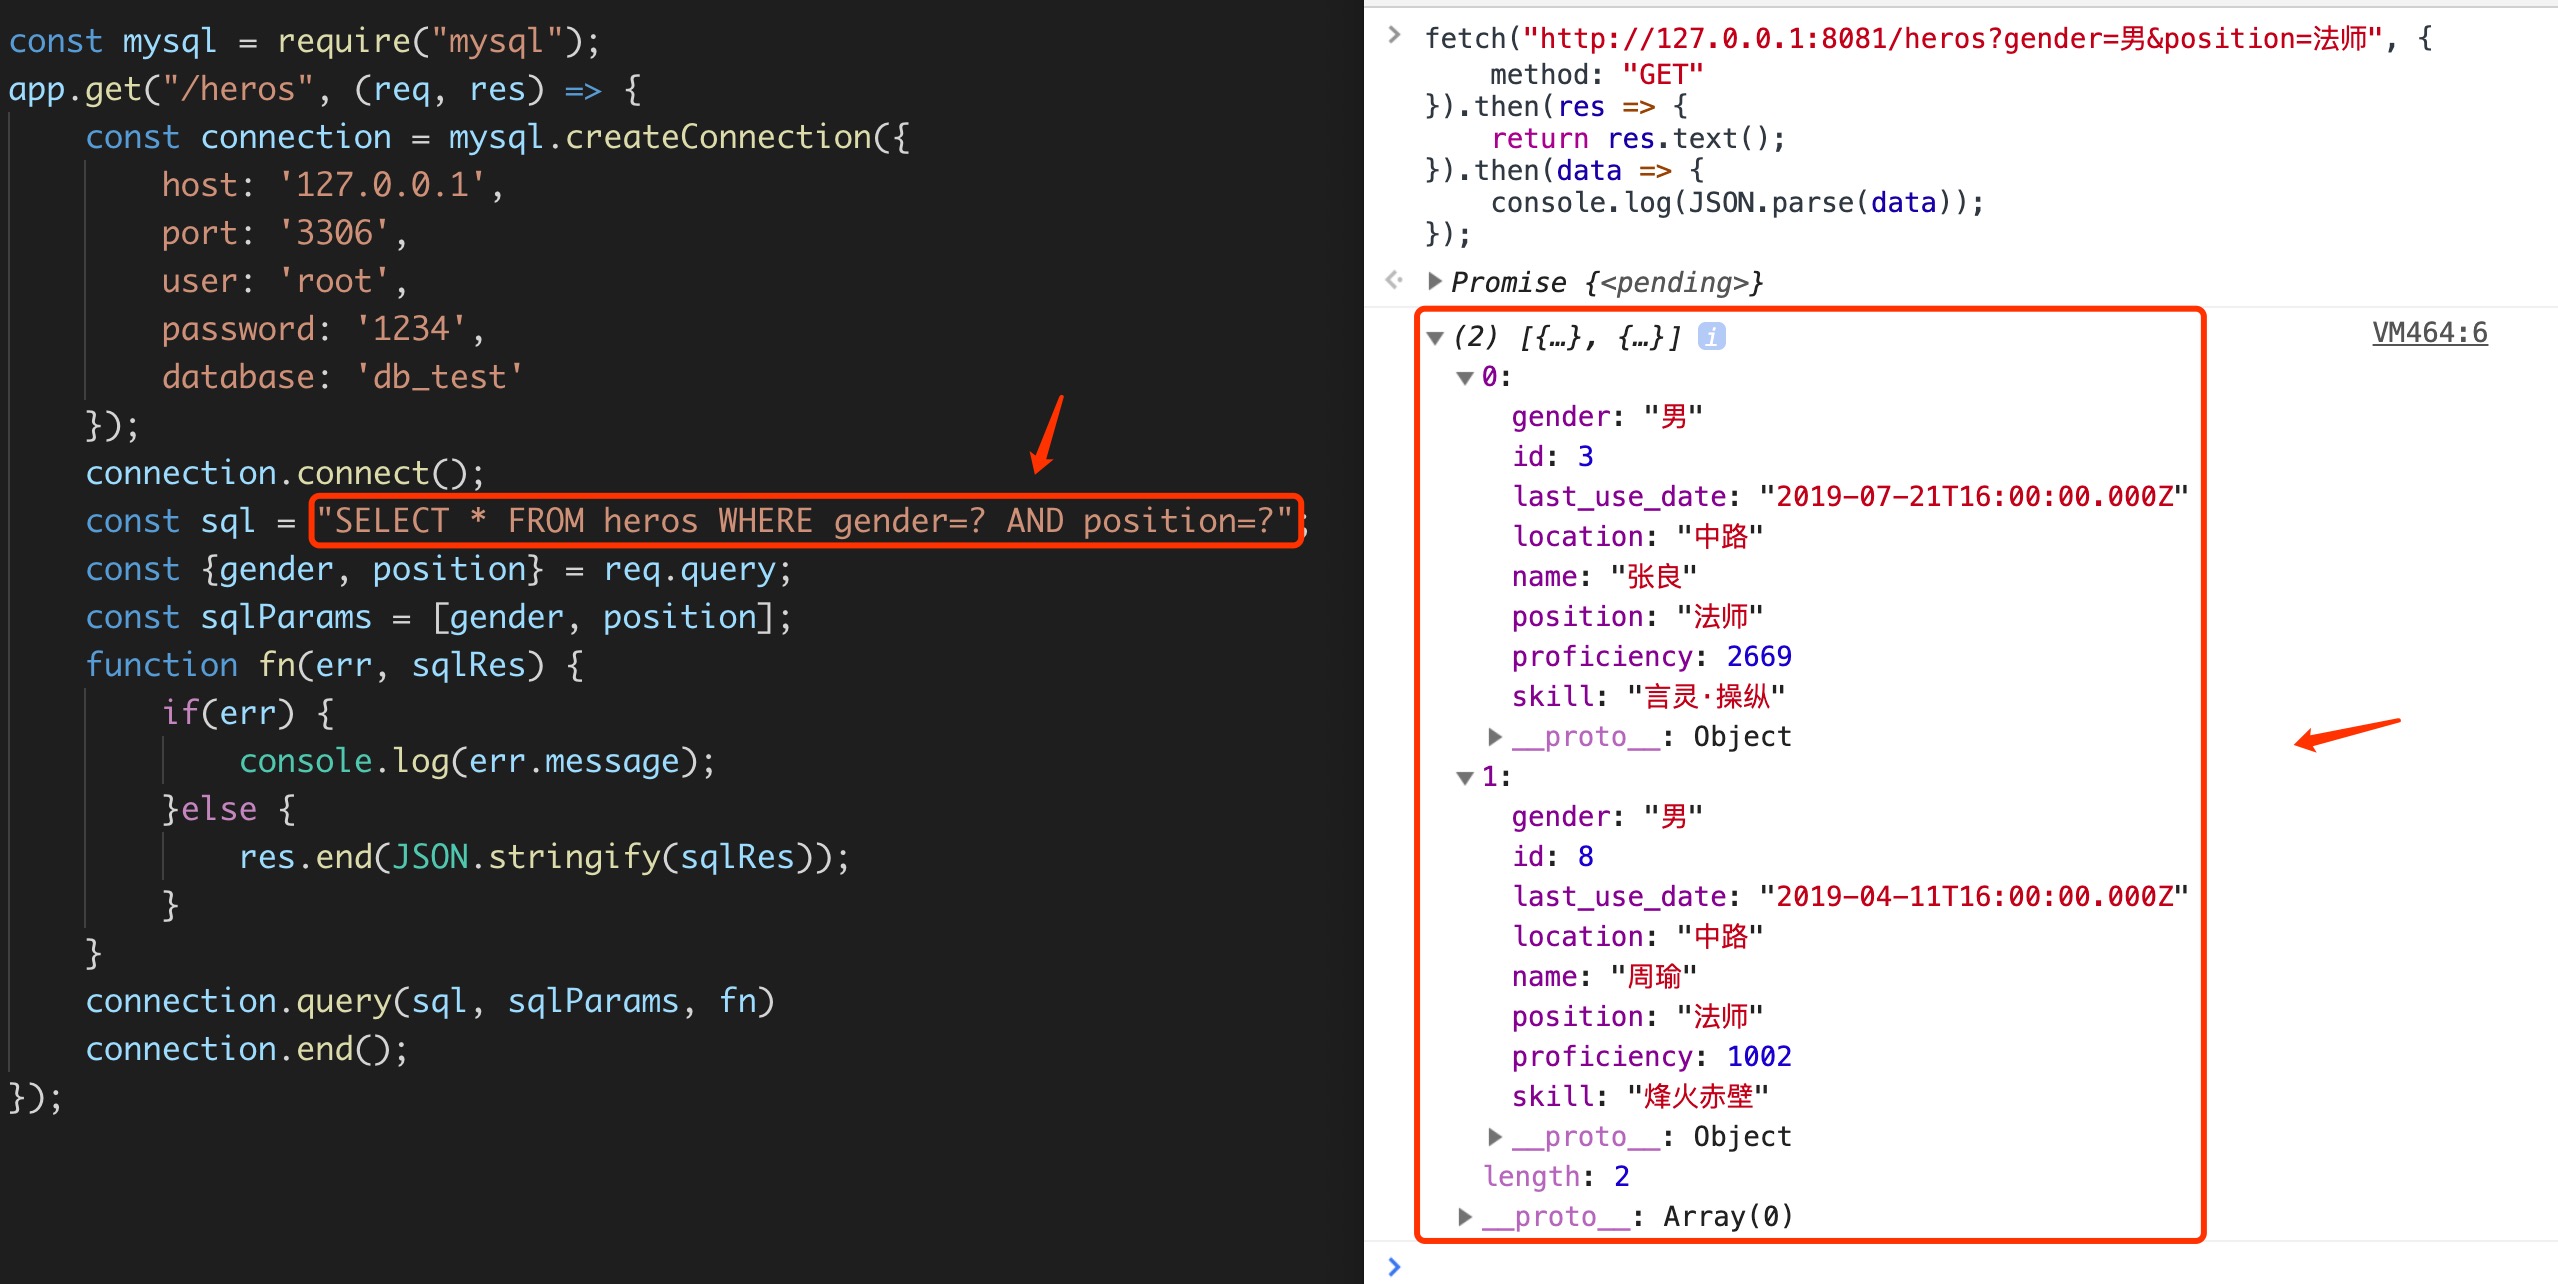 const mysql = require("mysql");
app.get("/heros", (req, res) => {
const connection = mysql.createConnection({
host: '127.0.0.1',
port: '3306',
user: 'root',
password: '1234',
database: 'db_test'
});
connection.connect();
const sql = "SELECT * FROM heros WHERE gender=? AND position=?";
const {gender, position} = req.query;
const sqlParams = [gender, position];
function fn(err, sqlRes) {
if(err) {
console.log(err.message);
}else {
res.end(JSON.stringify(sqlRes));
}
}
connection.query(sql, sqlParams, fn)
connection.end();
});
fetch("http://127.0.0.1:8081/heros?gender=男&position=法师", {
method: "GET"
}).then(res => {
return res.text();
}).then(data => {
console.log(JSON.parse(data));
});
Promise {<pending>}
(2) [{…}, {…}] i
VM464:6
0:
gender: "男"
id: 3
last_use_date: "2019-07-21T16:00:00.000Z"
location: "中路"
name: "张良"
position: "法师"
proficiency: 2669
skill: "言灵·操纵"
__proto__: Object
1:
gender: "男"
id: 8
last_use_date: "2019-04-11T16:00:00.000Z"
location: "中路"
name: "周瑜"
position: "法师"
proficiency: 1002
skill: "烽火赤壁"
__proto__: Object
length: 2
__proto__: Array(0)